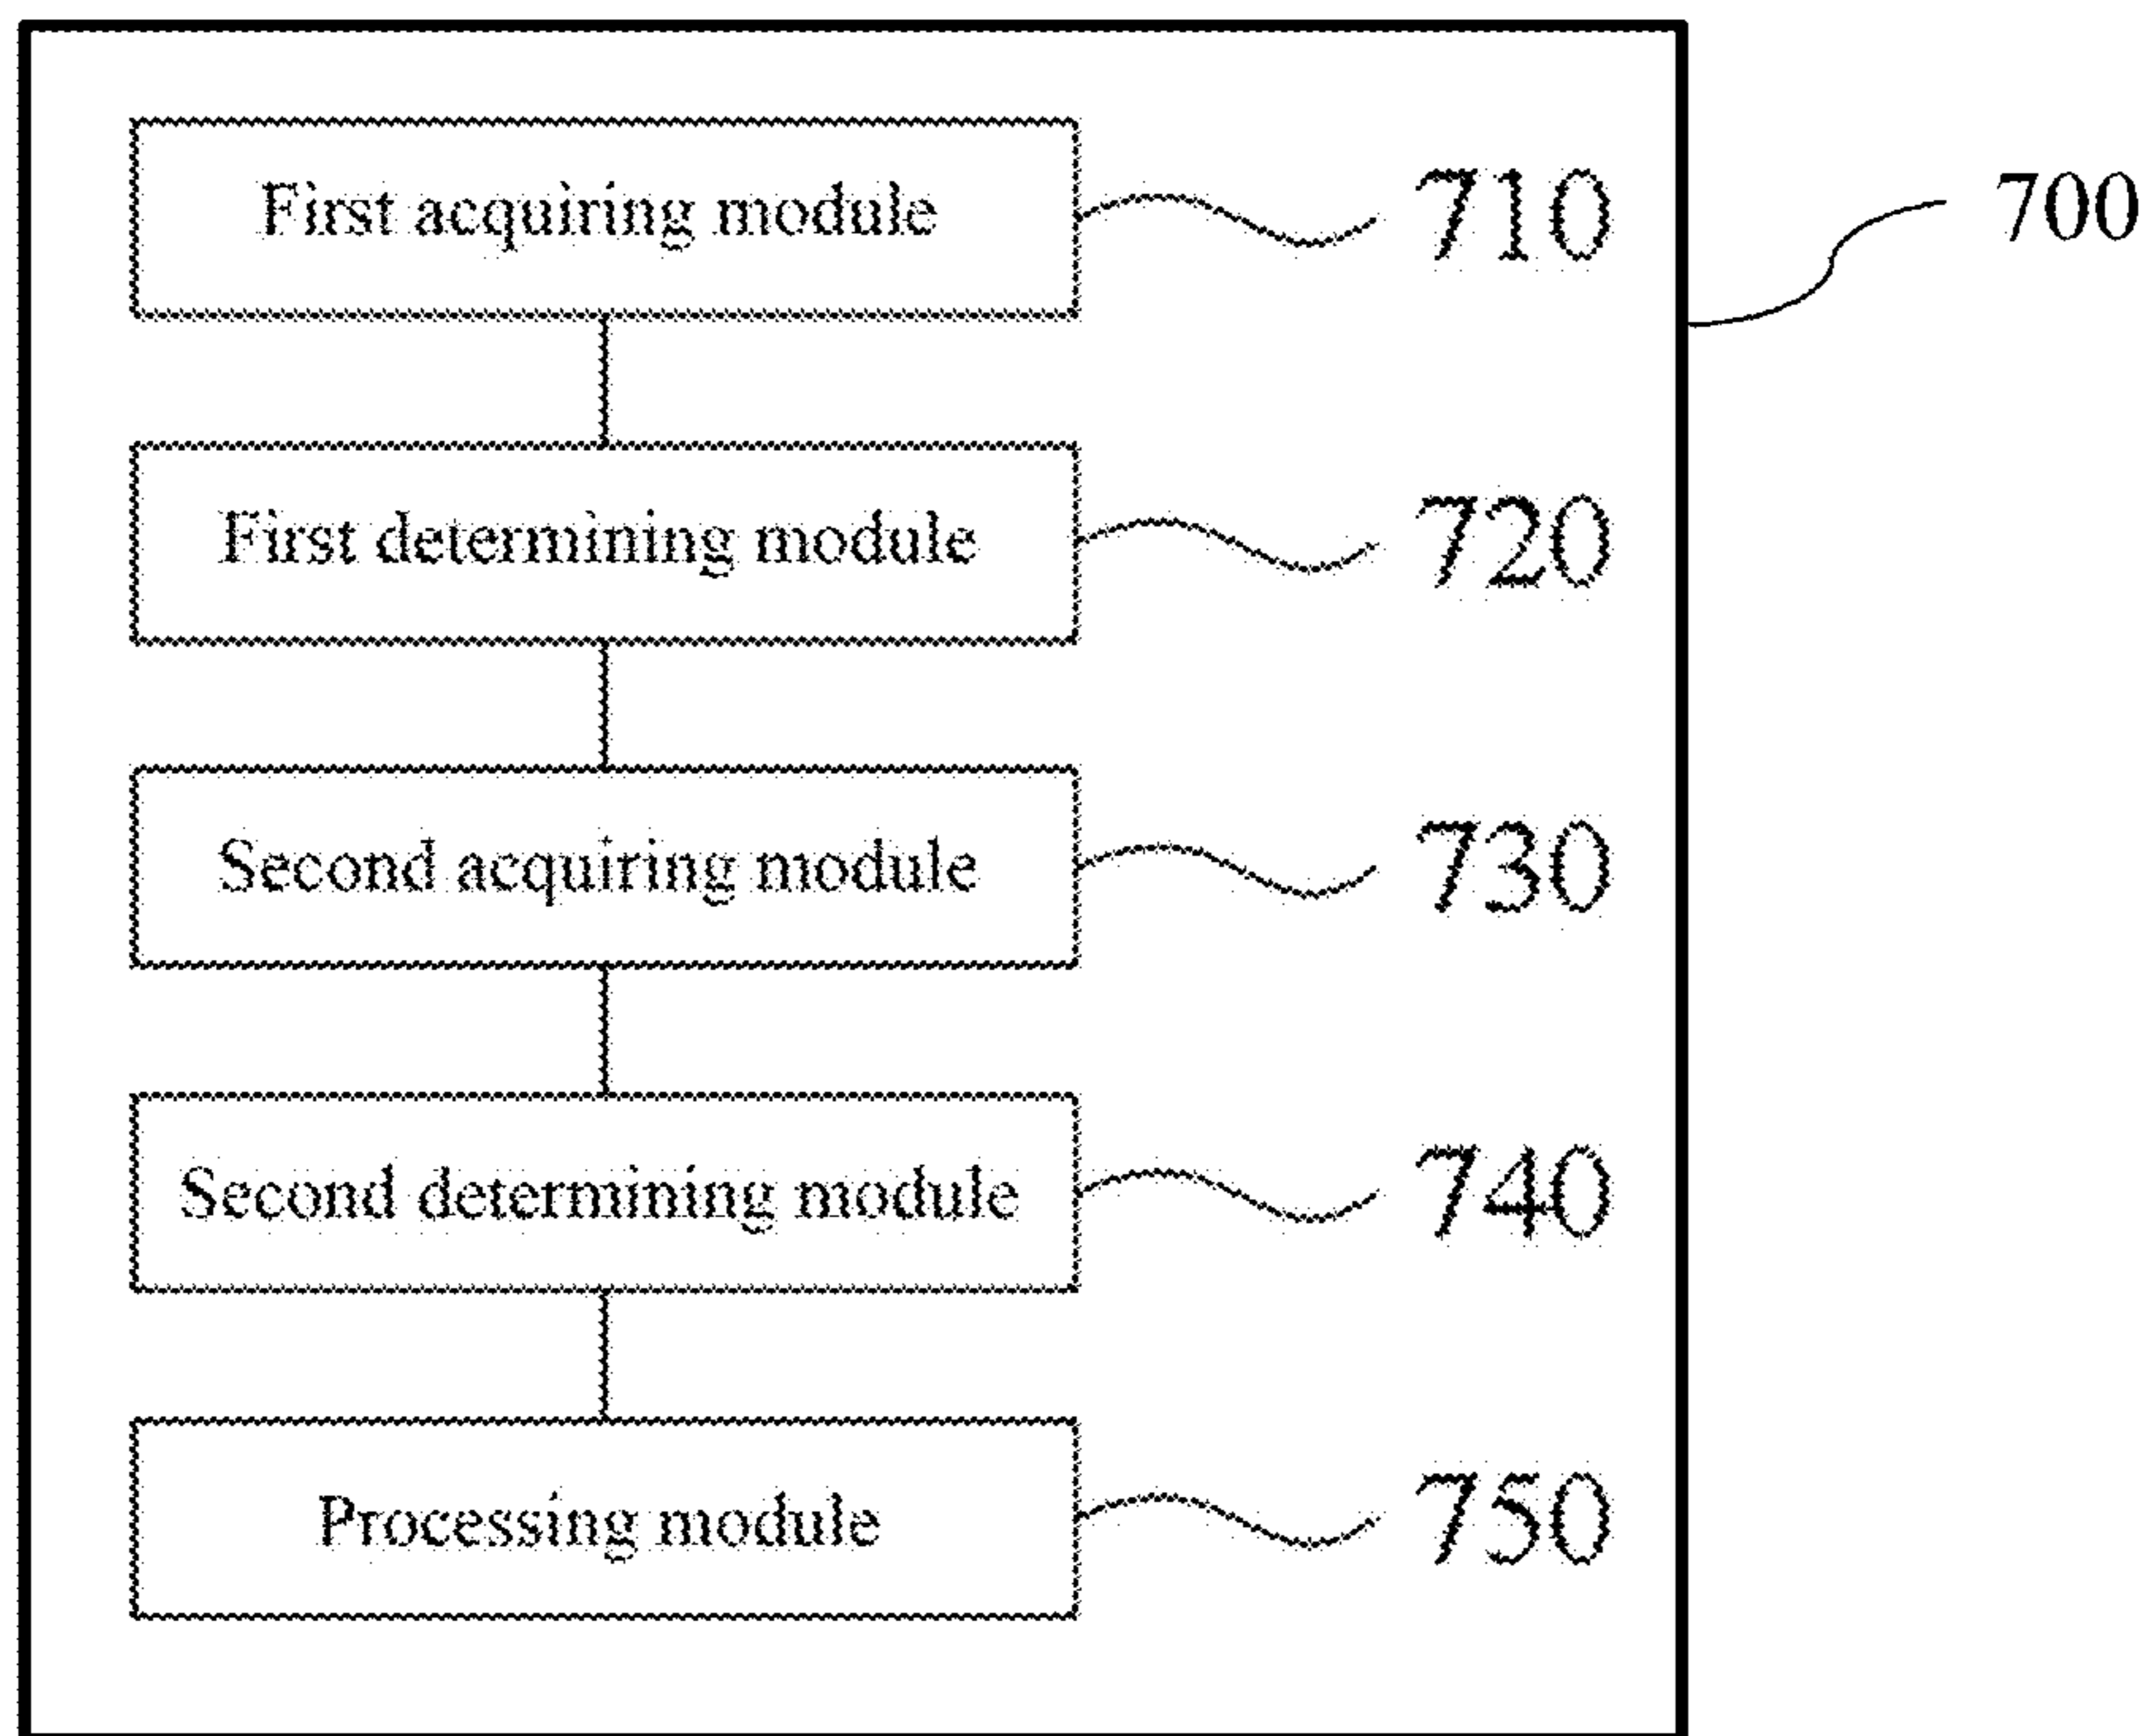 First acquiring module 710
700
First determining module 720
Second acquiring module 730
Second determining module 740
Processing module 750